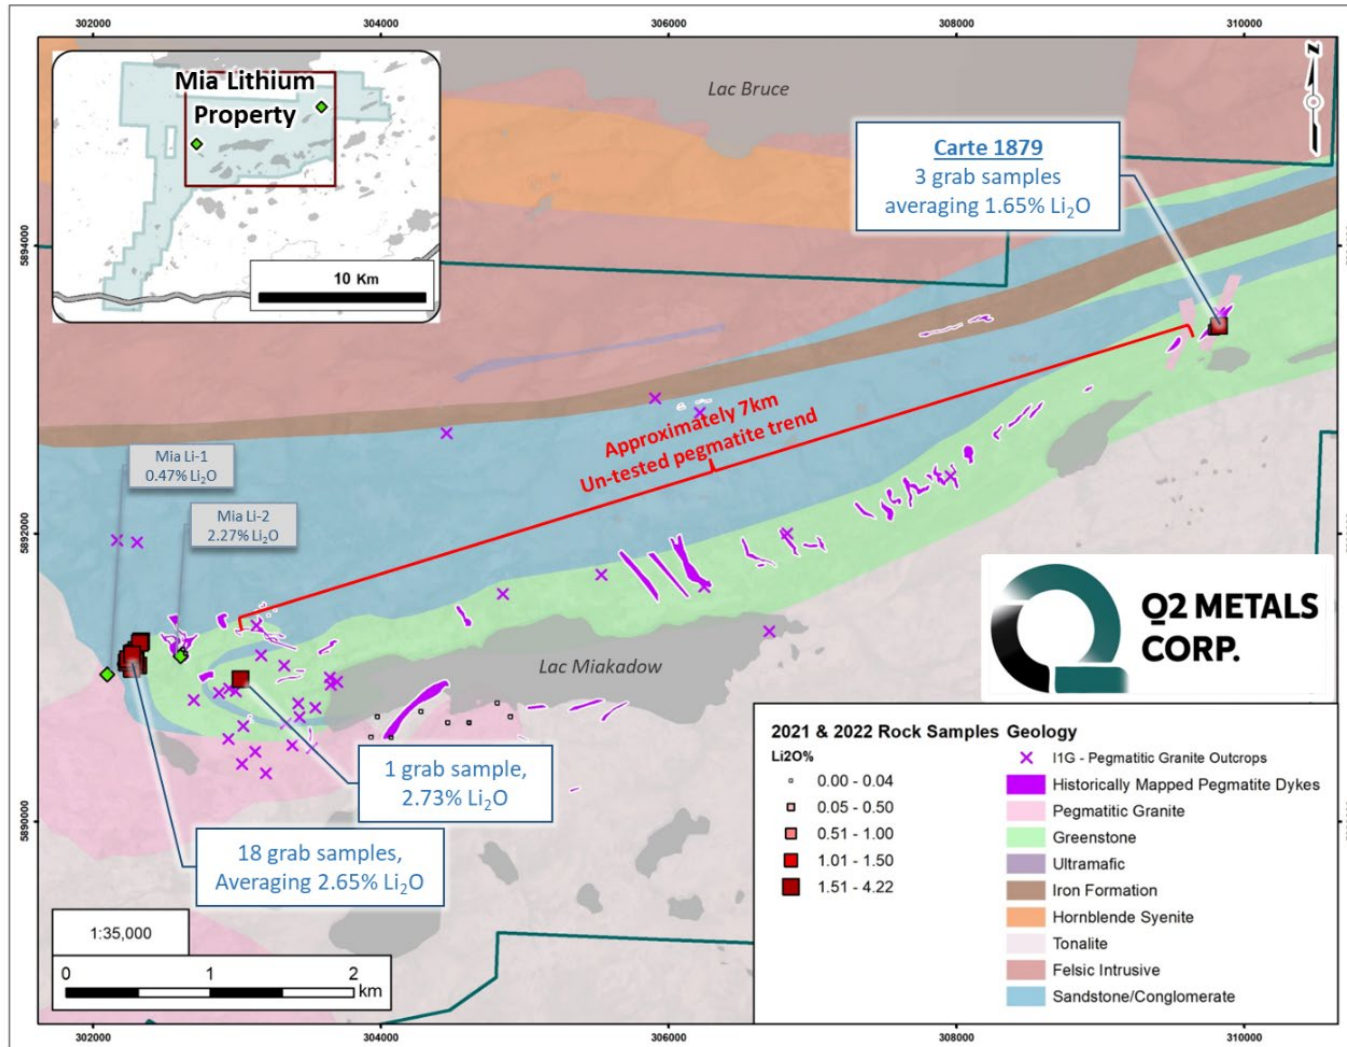 302000
304000
306000
308000
310000
Mia Lithium
Property
10 Km
Lac Bruce
N
Carte 1879
3 grab samples
averaging 1.65% Li₂O
5894000
Approximately 7km
Un-tested pegmatite trend
Mia Li-1
0.47% Li₂O
Mia Li-2
2.27% Li₂O
5892000
Q2 METALS
CORP.
Lac Miakadow
1 grab sample,
2.73% Li₂O
18 grab samples,
Averaging 2.65% Li₂O
5890000
2021 & 2022 Rock Samples
Li2O%
0.00 - 0.04
0.05 - 0.50
0.51 - 1.00
1.01 - 1.50
1.51 - 4.22
Geology
I1G - Pegmatitic Granite Outcrops
Historically Mapped Pegmatite Dykes
Pegmatitic Granite
Greenstone
Ultramafic
Iron Formation
Hornblende Syenite
Tonalite
Felsic Intrusive
Sandstone/Conglomerate
1:35,000
0 1 2
km
302000
304000
306000
308000
310000